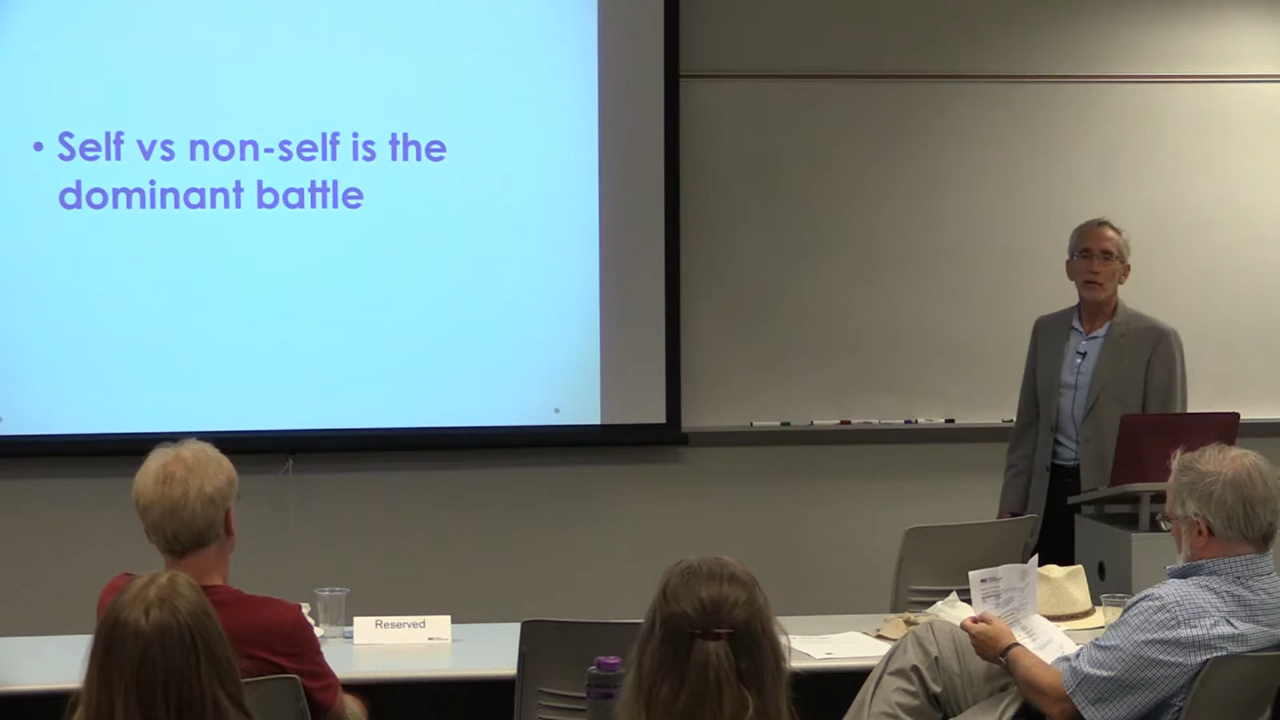 • Self vs non-self is the
dominant battle
Reserved